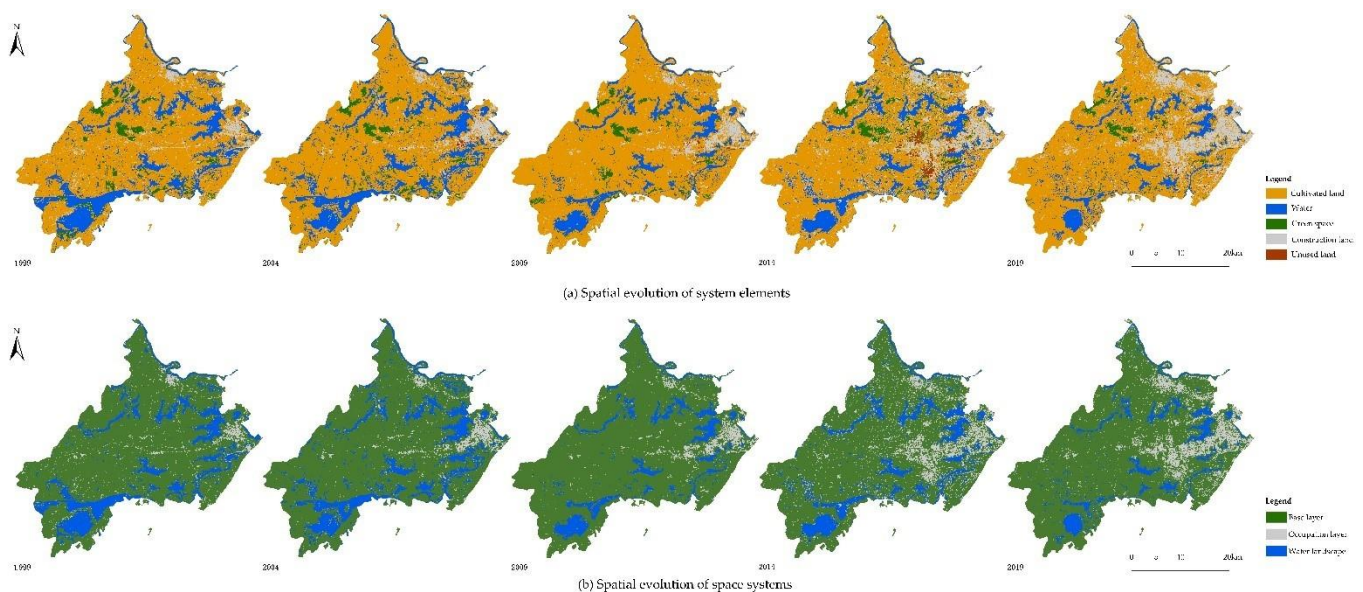 N
Legend
Cultivated land
Water
Green space
Construction land
Unused land
0 5 10 20km
1999
2004
2009
2014
2019
(a) Spatial evolution of system elements
N
Legend
Base layer
Occupation layer
Water landscape
0 5 10 20km
1999
2004
2009
2014
2019
(b) Spatial evolution of space systems